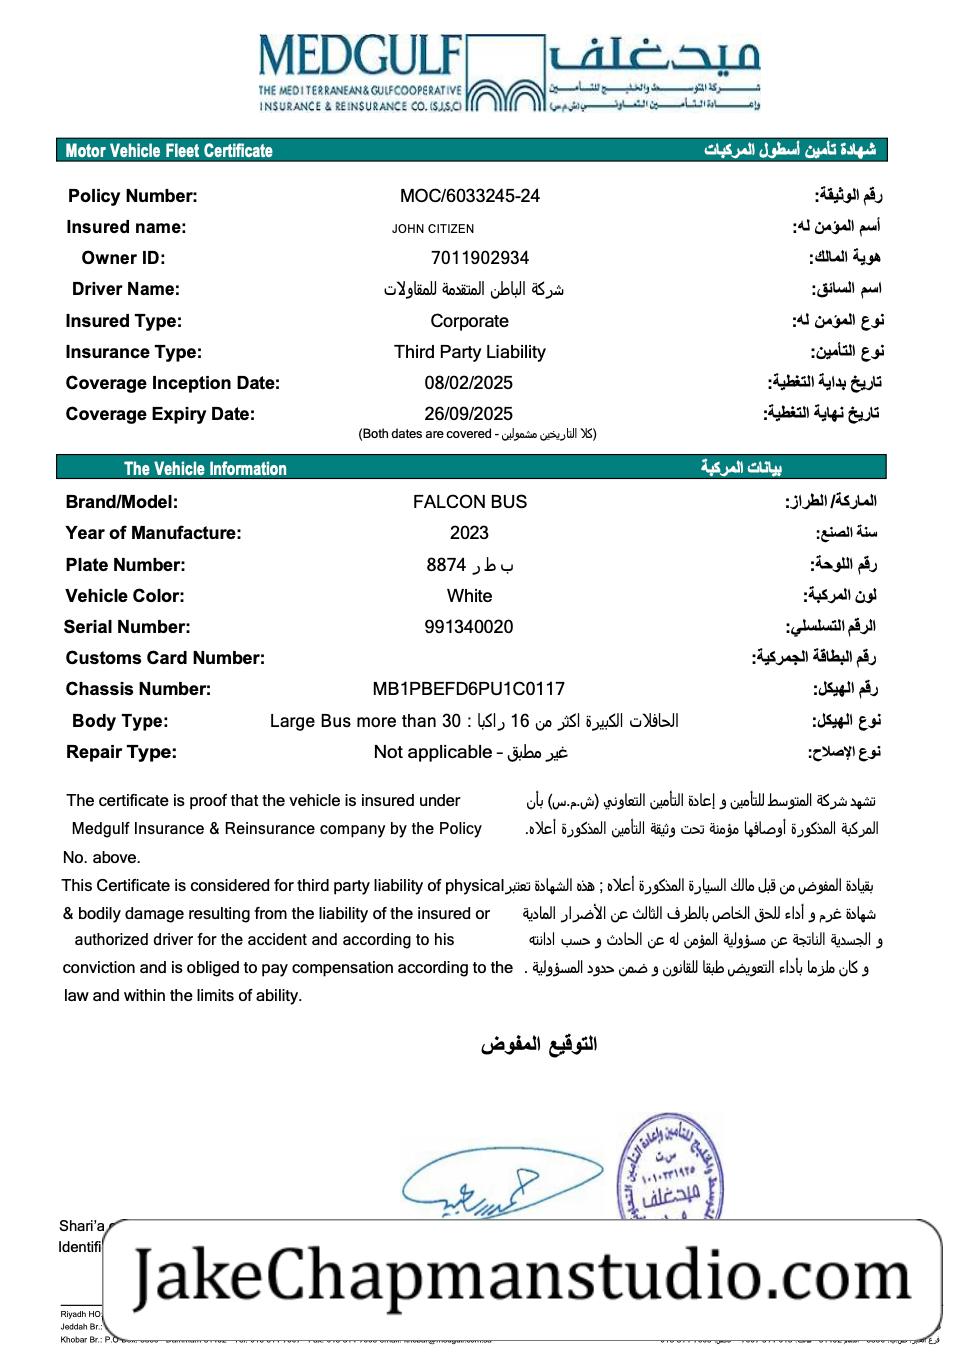 MEDGULF ميدغلف
THE MEDITERRANEAN & GULF COOPERATIVE شركة المتوسط والخليج للتأمين
INSURANCE & REINSURANCE CO. (S,J,S,C) وإعادة التأمين التعاوني (ش.م.س)
Motor Vehicle Fleet Certificate شهادة تأمين أسطول المركبات
Policy Number: MOC/6033245-24 رقم الوثيقة:
Insured name: JOHN CITIZEN أسم المؤمن له:
Owner ID: 7011902934 هوية المالك:
Driver Name: شركة الباطن المتقدمة للمقاولات اسم السائق:
Insured Type: Corporate نوع المؤمن له:
Insurance Type: Third Party Liability نوع التأمين:
Coverage Inception Date: 08/02/2025 تاريخ بداية التغطية:
Coverage Expiry Date: 26/09/2025 تاريخ نهاية التغطية:
(Both dates are covered - كلا التاريخين مشمولين)
The Vehicle Information بيانات المركبة
Brand/Model: FALCON BUS الماركة/ الطراز:
Year of Manufacture: 2023 سنة الصنع:
Plate Number: 8874 ب ط ر رقم اللوحة:
Vehicle Color: White لون المركبة:
Serial Number: 991340020 الرقم التسلسلي:
Customs Card Number: رقم البطاقة الجمركية:
Chassis Number: MB1PBEFD6PU1C0117 رقم الهيكل:
Body Type: Large Bus more than 30 : الحافلات الكبيرة اكثر من 16 راكبا نوع الهيكل:
Repair Type: Not applicable - غير مطبق نوع الإصلاح:
The certificate is proof that the vehicle is insured under تشهد شركة المتوسط للتأمين و إعادة التأمين التعاوني (ش.م.س) بأن
Medgulf Insurance & Reinsurance company by the Policy المركبة المذكورة أوصافها مؤمنة تحت وثيقة التأمين المذكورة أعلاه.
No. above.
This Certificate is considered for third party liability of physical بقيادة المفوض من قبل مالك السيارة المذكورة أعلاه ; هذه الشهادة تعتبر
& bodily damage resulting from the liability of the insured or شهادة غرم و أداء للحق الخاص بالطرف الثالث عن الأضرار المادية
authorized driver for the accident and according to his و الجسدية الناتجة عن مسؤولية المؤمن له عن الحادث و حسب ادانته
conviction and is obliged to pay compensation according to the و كان ملزما بأداء التعويض طبقا للقانون و ضمن حدود المسؤولية .
law and within the limits of ability.
التوقيع المفوض
س.ت
١٠١٠٢٣١٩٢٥
ميدغلف
Shari'a
Identifi
JakeChapmanstudio.com
Riyadh HO
Jeddah Br.:
Khobar Br.: P.O